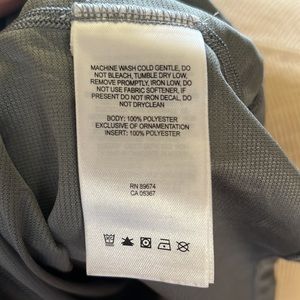 MACHINE WASH COLD GENTLE, DO
NOT BLEACH, TUMBLE DRY LOW,
REMOVE PROMPTLY, IRON LOW, DO
NOT USE FABRIC SOFTENER, IF
PRESENT DO NOT IRON DECAL, DO
NOT DRYCLEAN
BODY: 100% POLYESTER
EXCLUSIVE OF ORNAMENTATION
INSERT: 100% POLYESTER
RN 89674
CA 05367